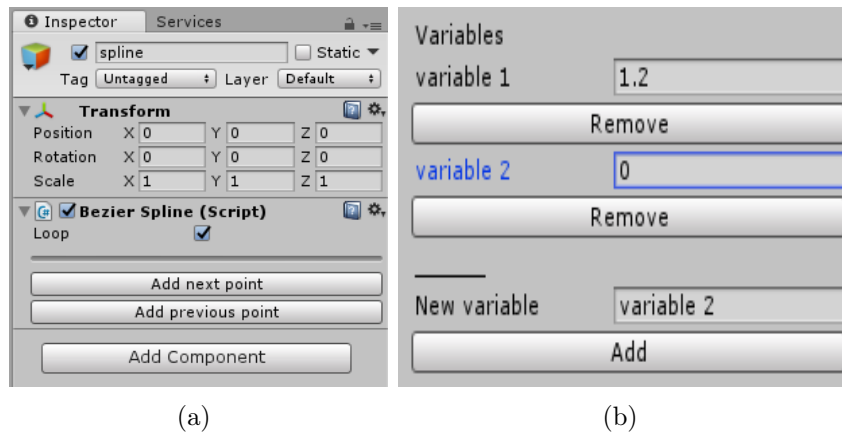 Inspector Services
spline Static
Tag Untagged Layer Default
Transform
Position X 0 Y 0 Z 0
Rotation X 0 Y 0 Z 0
Scale X 1 Y 1 Z 1
Bezier Spline (Script)
Loop
Add next point
Add previous point
Add Component
(a)
Variables
variable 1 1.2
Remove
variable 2 0
Remove
New variable variable 2
Add
(b)